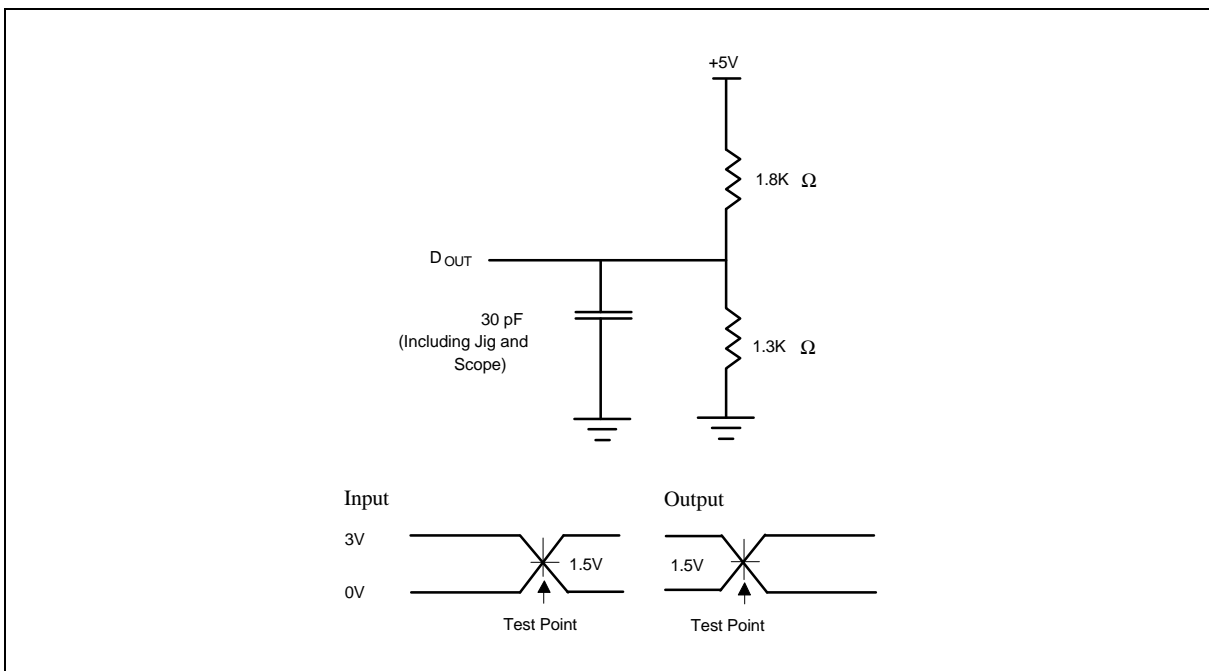 +5V
1.8K Ω
DOUT
30 pF
(Including Jig and
Scope)
1.3K Ω
Input
Output
3V
1.5V
1.5V
0V
Test Point
Test Point